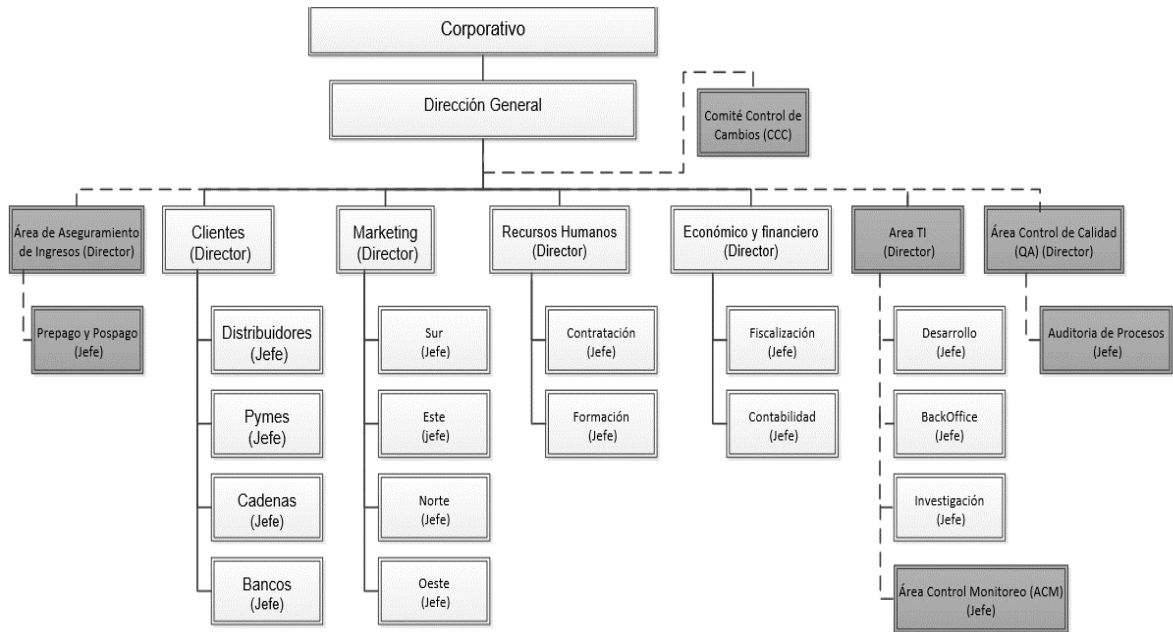 Corporativo
Dirección General
Comité Control de
Cambios (CCC)
Área de Aseguramiento
de Ingresos (Director)
Clientes
(Director)
Marketing
(Director)
Recursos Humanos
(Director)
Económico y financiero
(Director)
Area TI
(Director)
Área Control de Calidad
(QA) (Director)
Prepago y Pospago
(Jefe)
Distribuidores
(Jefe)
Sur
(Jefe)
Contratación
(Jefe)
Fiscalización
(Jefe)
Desarrollo
(Jefe)
Auditoria de Procesos
(Jefe)
Pymes
(Jefe)
Este
(jefe)
Formación
(Jefe)
Contabilidad
(Jefe)
BackOffice
(Jefe)
Cadenas
(Jefe)
Norte
(Jefe)
Investigación
(Jefe)
Bancos
(Jefe)
Oeste
(Jefe)
Área Control Monitoreo (ACM)
(Jefe)